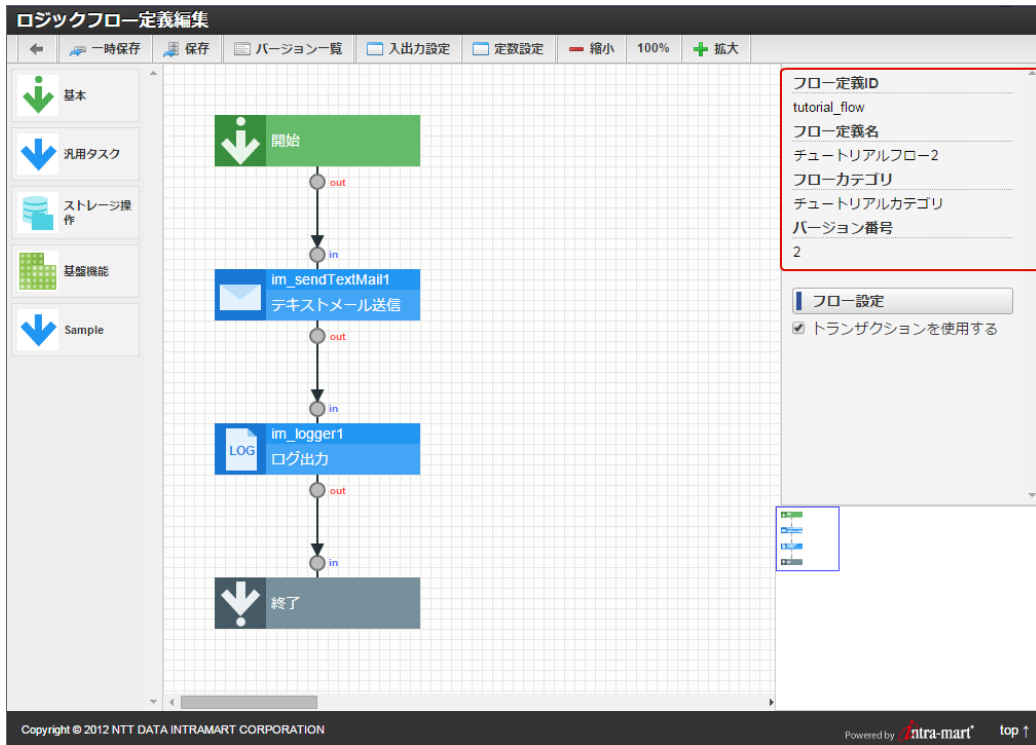 ロジックフロー定義編集
一時保存 保存 バージョン一覧 入出力設定 定数設定 縮小 100% 拡大
基本
汎用タスク
ストレージ操
作
基盤機能
Sample
開始
out
in
im_sendTextMail1
テキストメール送信
out
in
im_logger1
LOG
ログ出力
out
in
終了
フロー定義ID
tutorial_flow
フロー定義名
チュートリアルフロー2
フローカテゴリ
チュートリアルカテゴリ
バージョン番号
2
フロー設定
トランザクションを使用する
Copyright © 2012 NTT DATA INTRAMART CORPORATION
Powered by intra-mart top ↑